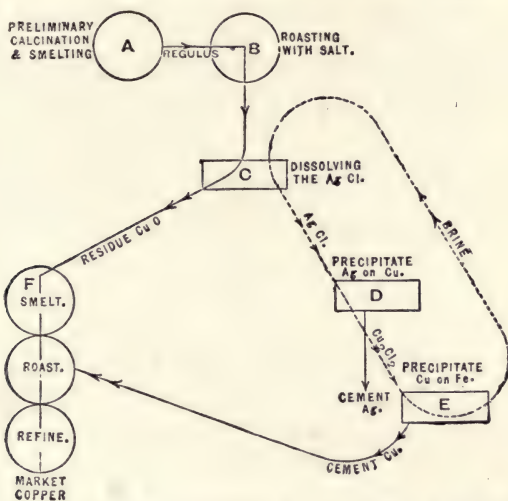 PRELIMINARY
CALCINATION
& SMELTING
A
REGULUS
B
ROASTING
WITH SALT.
C
DISSOLVING
THE Ag Cl.
RESIDUE CuO
Ag Cl.
BRINE
PRECIPITATE
Ag on Cu.
D
Cu2Cl2
CEMENT
Ag.
PRECIPITATE
Cu on Fe.
E
CEMENT Cu.
F
SMELT.
ROAST.
REFINE.
MARKET
COPPER